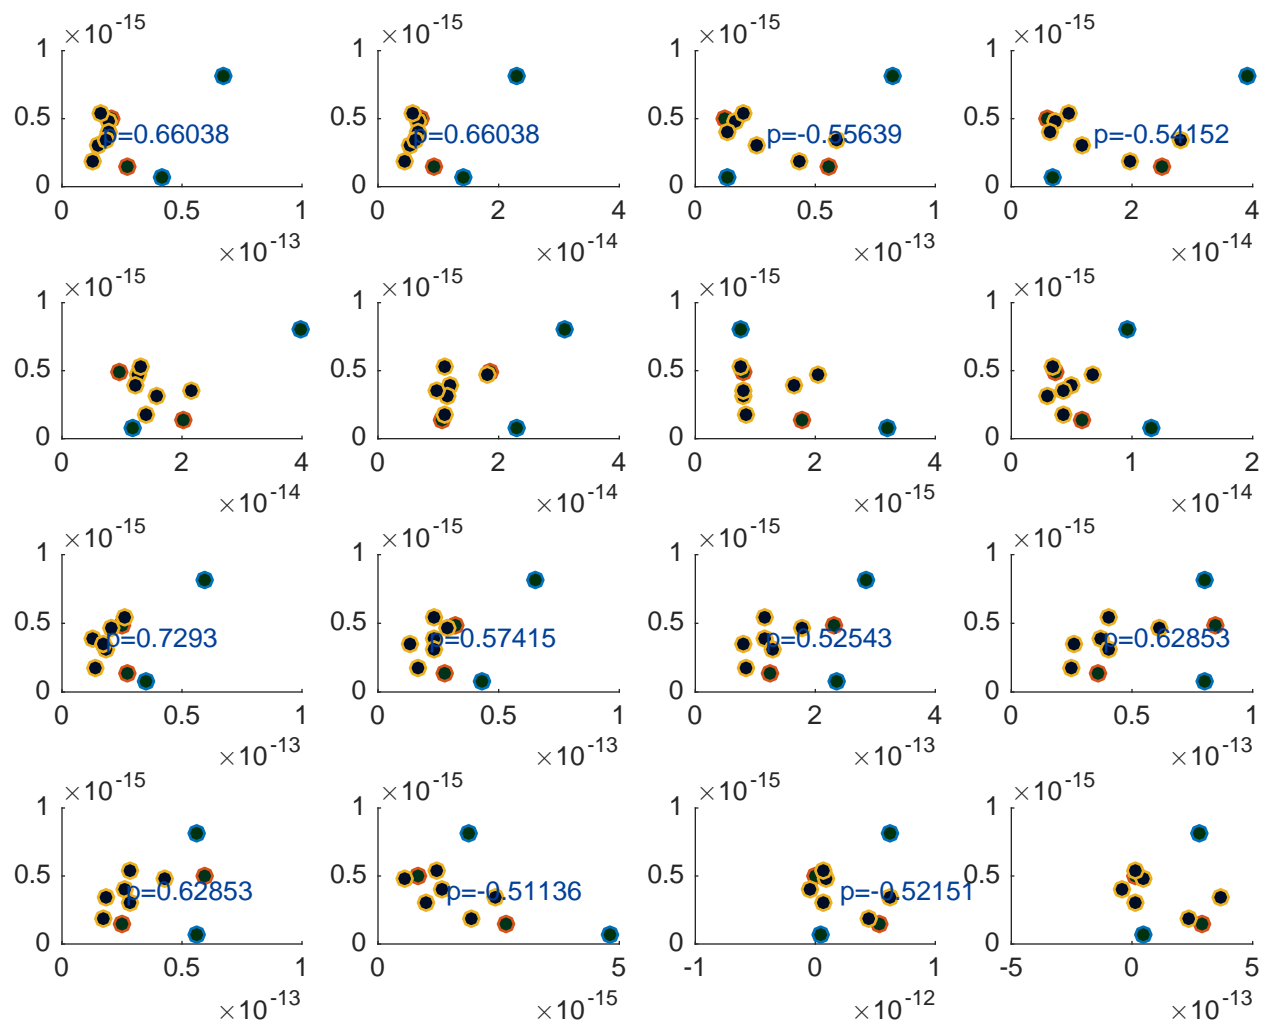 ×10⁻¹⁵ ×10⁻¹⁵ ×10⁻¹⁵ ×10⁻¹⁵
1 1 1 1
0.5 p=0.66038 0.5 p=0.66038 0.5 p=-0.55639 0.5 p=-0.54152
0 0 0 0
0 0.5 1 0 2 4 0 0.5 1 0 2 4
×10⁻¹³ ×10⁻¹⁴ ×10⁻¹³ ×10⁻¹⁴
×10⁻¹⁵ ×10⁻¹⁵ ×10⁻¹⁵ ×10⁻¹⁵
1 1 1 1
0.5 0.5 0.5 0.5
0 0 0 0
0 2 4 0 2 4 0 2 4 0 1 2
×10⁻¹⁴ ×10⁻¹⁴ ×10⁻¹⁵ ×10⁻¹⁴
×10⁻¹⁵ ×10⁻¹⁵ ×10⁻¹⁵ ×10⁻¹⁵
1 1 1 1
0.5 p=0.7293 0.5 p=0.57415 0.5 p=0.52543 0.5 p=0.62853
0 0 0 0
0 0.5 1 0 0.5 1 0 2 4 0 0.5 1
×10⁻¹³ ×10⁻¹³ ×10⁻¹³ ×10⁻¹³
×10⁻¹⁵ ×10⁻¹⁵ ×10⁻¹⁵ ×10⁻¹⁵
1 1 1 1
0.5 p=0.62853 0.5 p=-0.51136 0.5 p=-0.52151 0.5
0 0 0 0
0 0.5 1 0 5 -1 0 1 -5 0 5
×10⁻¹³ ×10⁻¹⁵ ×10⁻¹² ×10⁻¹³